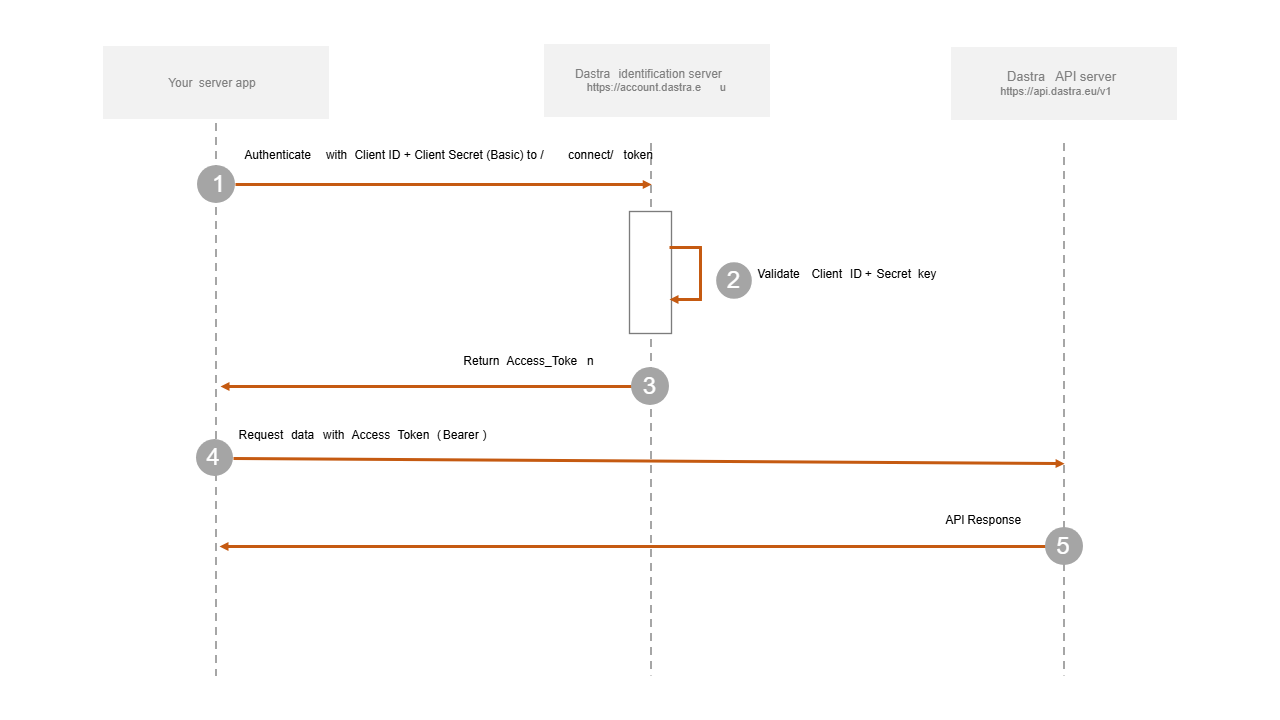 Your server app
Dastra identification server
https://account.dastra.e u
Dastra API server
https://api.dastra.eu/v1
Authenticate with Client ID + Client Secret (Basic) to / connect/ token
1
2
Validate Client ID + Secret key
Return Access_Toke n
3
Request data with Access Token (Bearer )
4
API Response
5